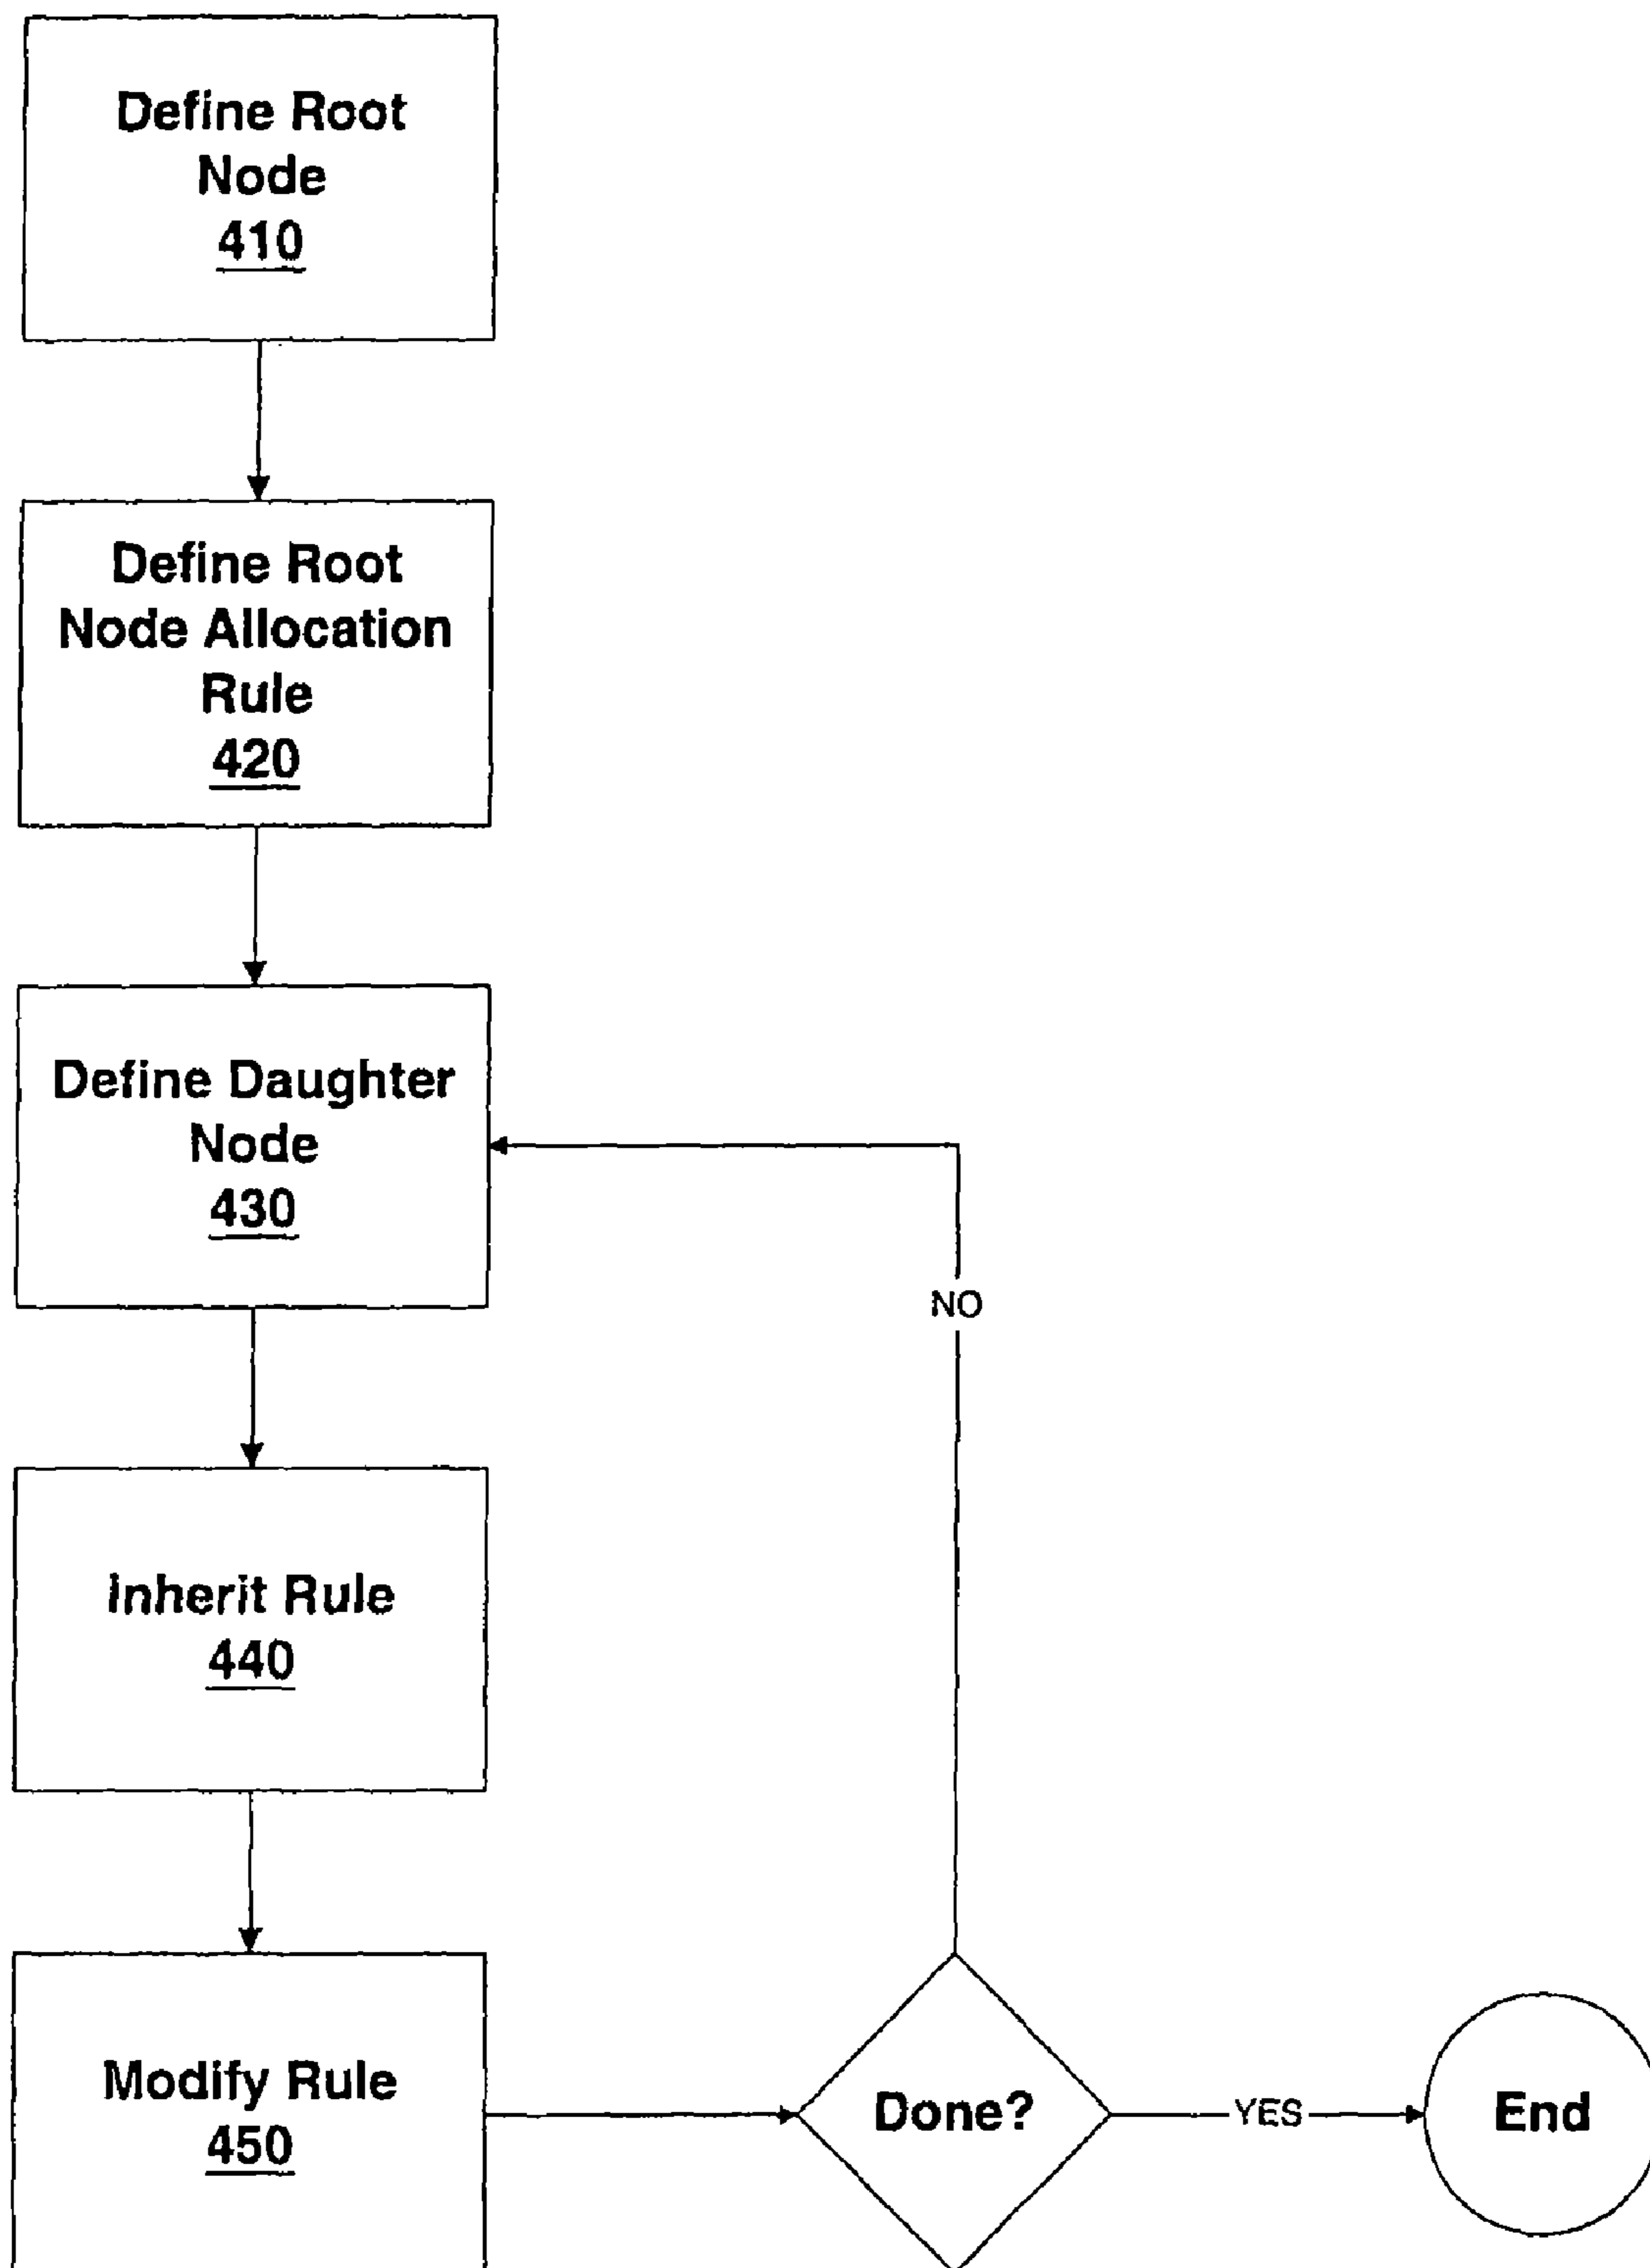 Define Root
Node
410
Define Root
Node Allocation
Rule
420
Define Daughter
Node
430
NO
Inherit Rule
440
Modify Rule
450
Done?
YES
End